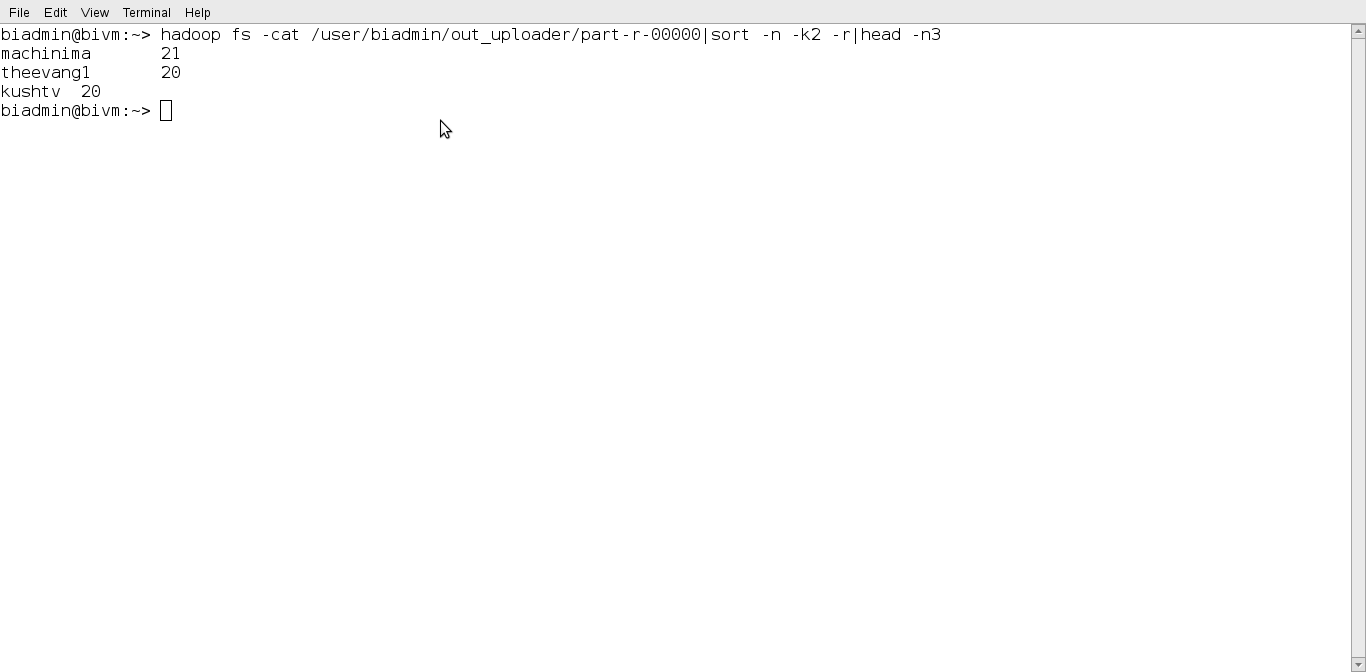 File Edit View Terminal Help
biadmin@bivm:~> hadoop fs -cat /user/biadmin/out_uploader/part-r-00000|sort -n -k2 -r|head -n3
machinima 21
theevang1 20
kushtv 20
biadmin@bivm:~>